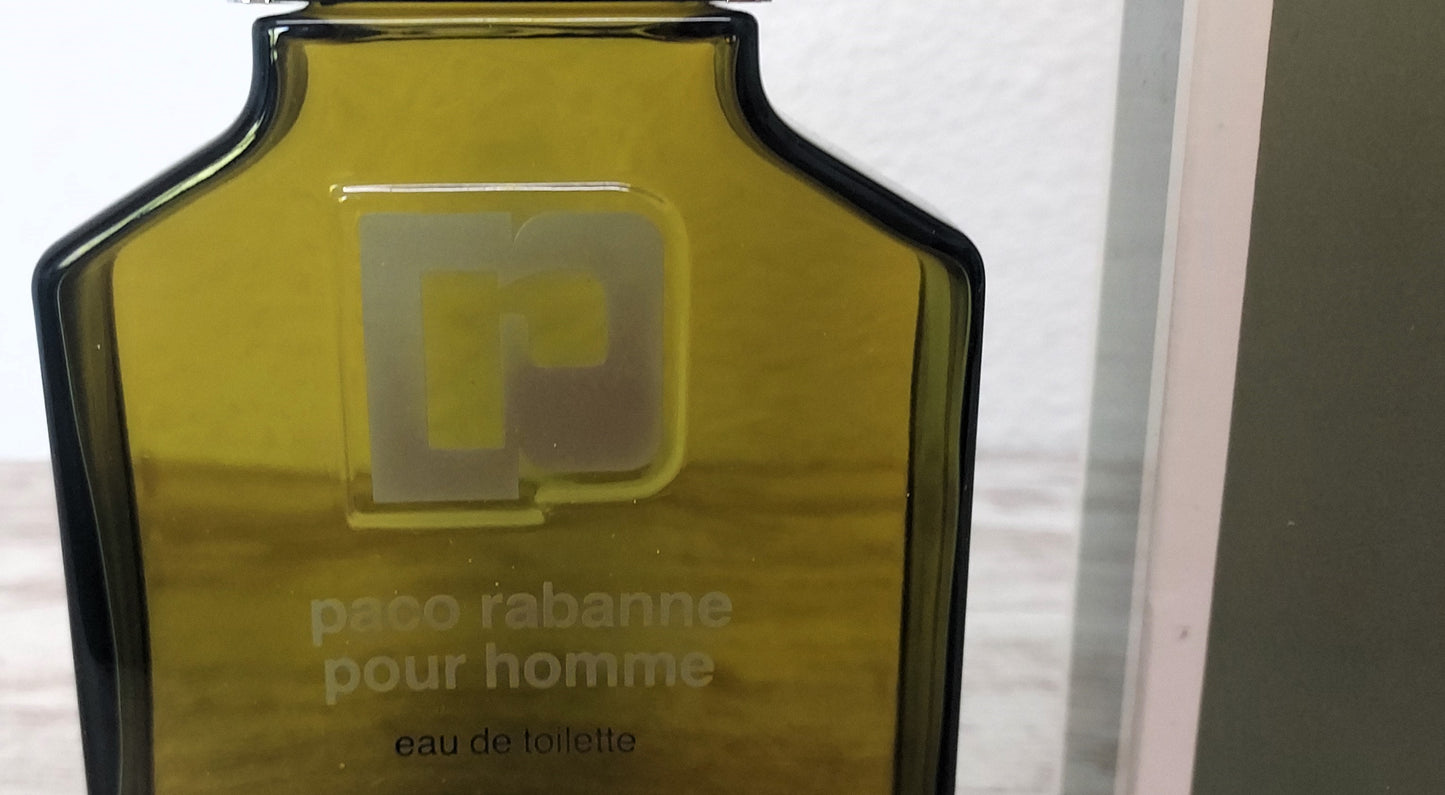 paco rabanne
pour homme
eau de toilette